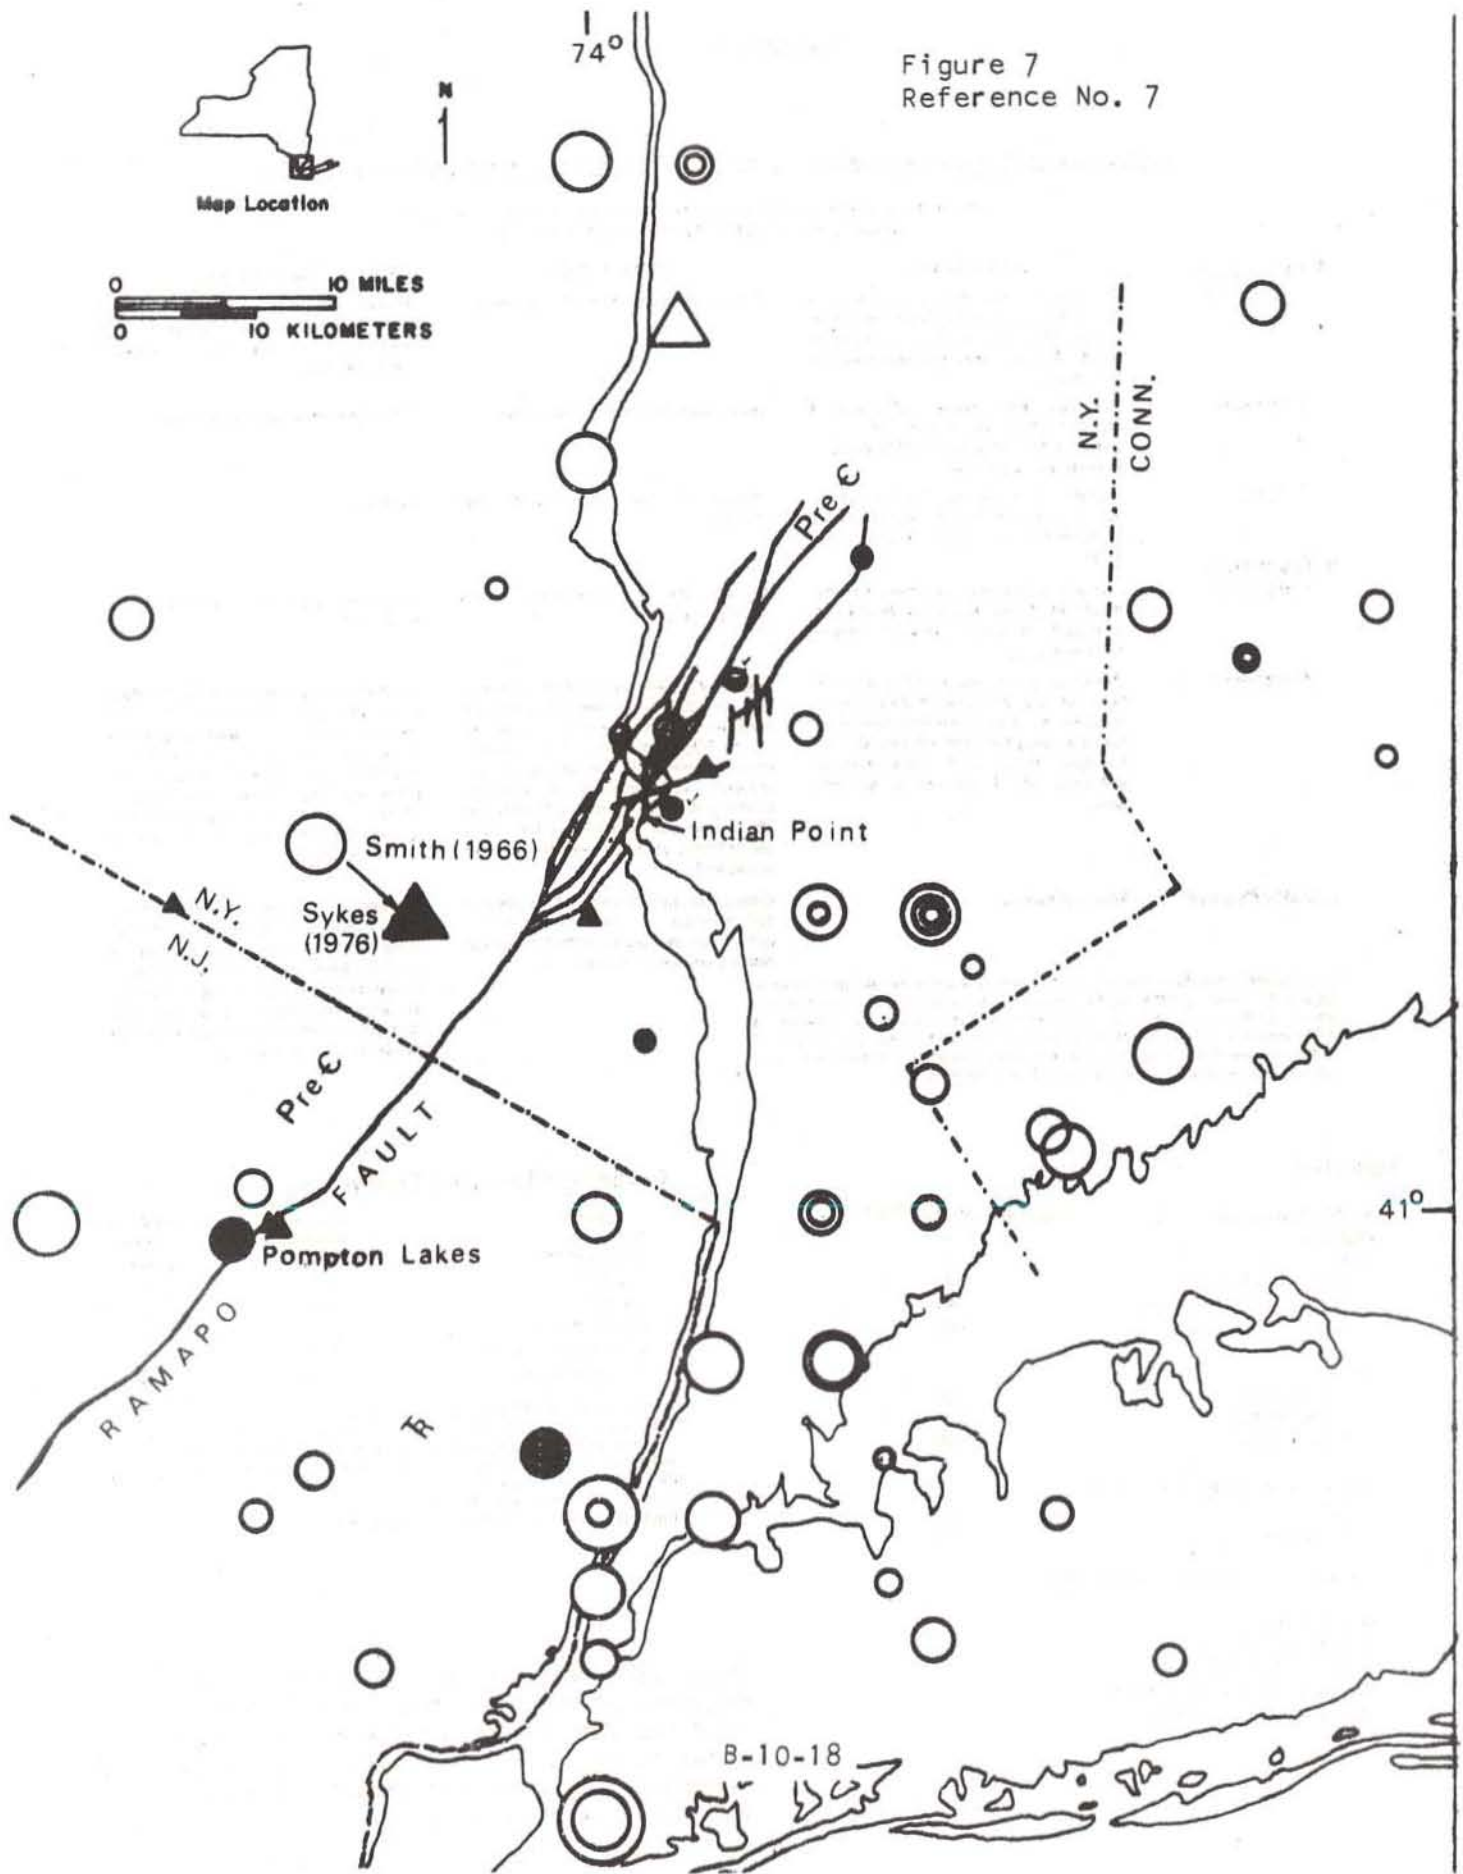 74°
Figure 7
Reference No. 7
N
Map Location
0 10 MILES
0 10 KILOMETERS
N.Y.
CONN.
Pre Ꞓ
Indian Point
Smith (1966)
Sykes
(1976)
N.Y.
N.J.
Pre Ꞓ
FAULT
41°
Pompton Lakes
RAMAPO
TR
B-10-18